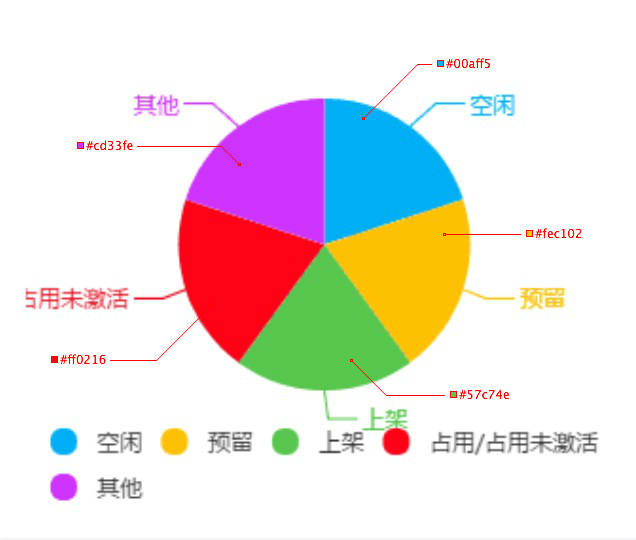 #00aff5
其他
空闲
#cd33fe
#fec102
占用未激活
预留
#ff0216
#57c74e
上架
空闲
预留
上架
占用/占用未激活
其他